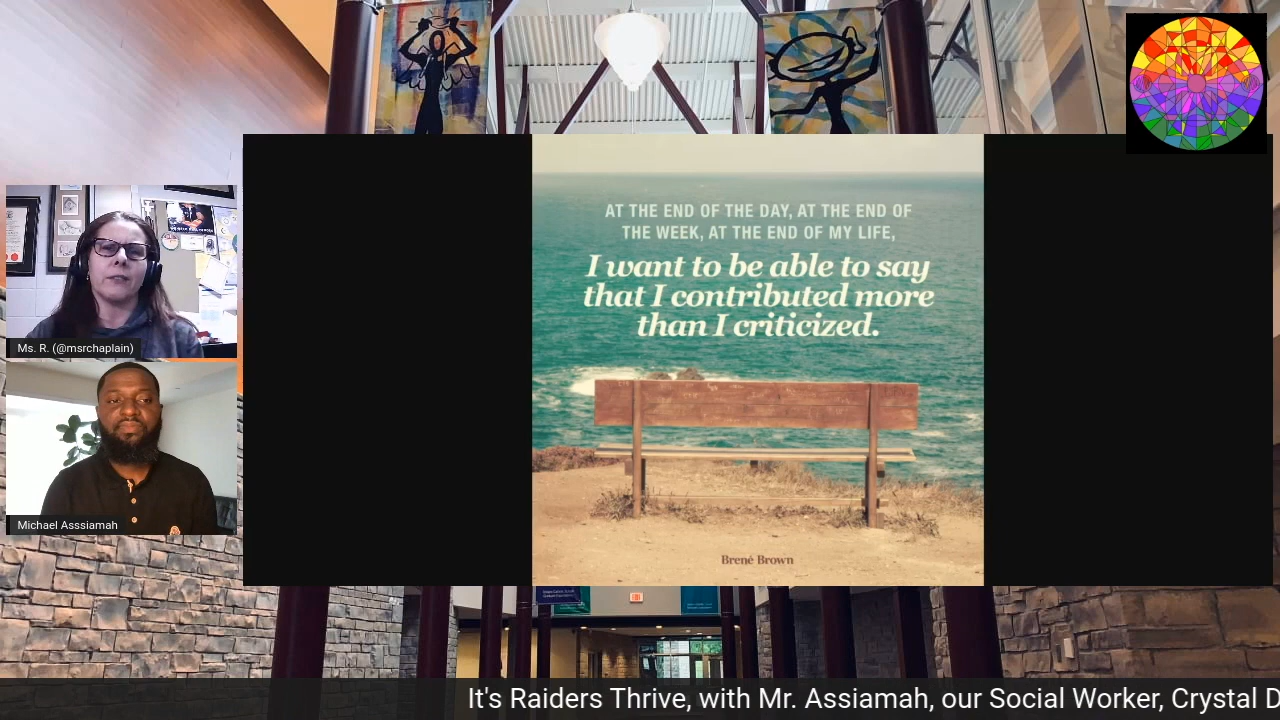 AT THE END OF THE DAY, AT THE END OF
THE WEEK, AT THE END OF MY LIFE,
I want to be able to say
that I contributed more
than I criticized.
Brené Brown
Ms. R. (@msrchaplain)
Michael Asssiamah
EXIT
It's Raiders Thrive, with Mr. Assiamah, our Social Worker, Crystal D